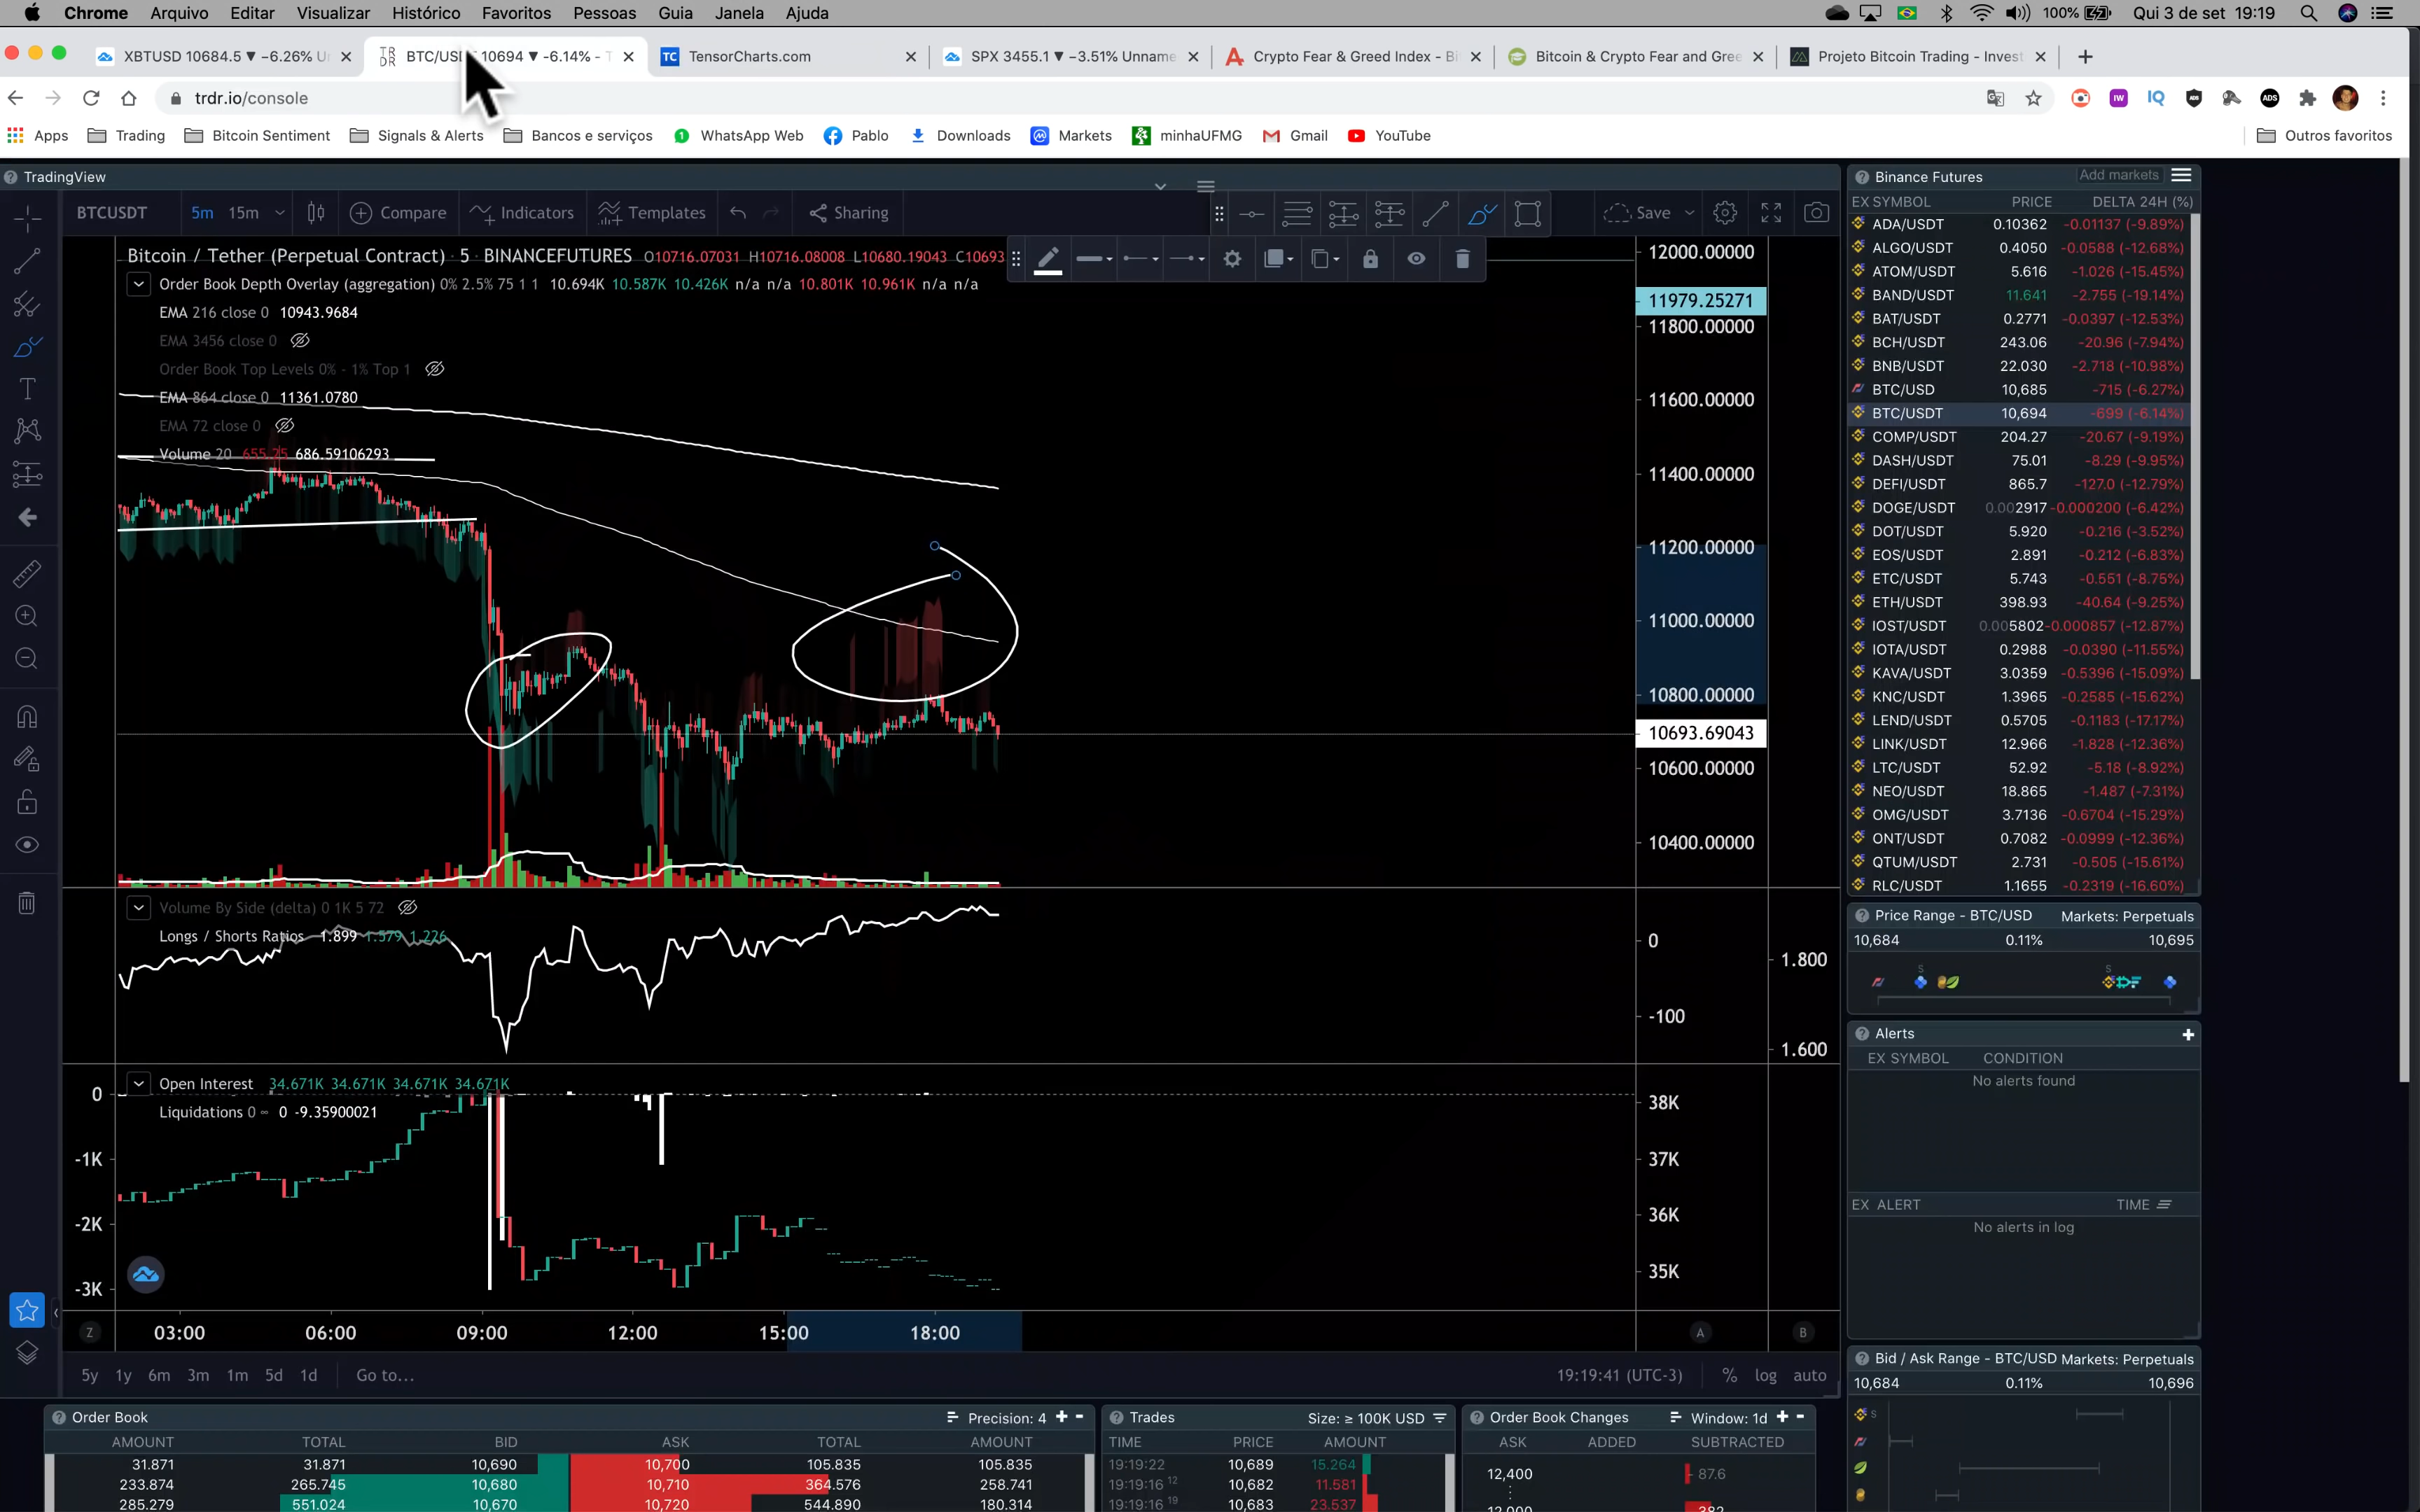 Chrome Arquivo Editar Visualizar Histórico Favoritos Pessoas Guia Janela Ajuda 100% Qui 3 de set 19:19
XBTUSD 10684.5 ▼ −6.26% U BTC/US 10694 ▼ -6.14% - T TensorCharts.com SPX 3455.1 ▼ −3.51% Unname Crypto Fear & Greed Index - Bi Bitcoin & Crypto Fear and Gree Projeto Bitcoin Trading - Invest
trdr.io/console
Apps Trading Bitcoin Sentiment Signals & Alerts Bancos e serviços WhatsApp Web Pablo Downloads Markets minhaUFMG Gmail YouTube Outros favoritos
TradingView
BTCUSDT 5m 15m Compare Indicators Templates Sharing Save
Bitcoin / Tether (Perpetual Contract) · 5 · BINANCEFUTURES O10716.07031 H10716.08008 L10680.19043 C10693
Order Book Depth Overlay (aggregation) 0% 2.5% 75 1 1 10.694K 10.587K 10.426K n/a n/a 10.801K 10.961K n/a n/a
EMA 216 close 0 10943.9684
EMA 3456 close 0
Order Book Top Levels 0% - 1% Top 1
EMA 864 close 0 11361.0780
EMA 72 close 0
Volume 20 655.75 686.59106293
12000.00000
11979.25271
11800.00000
11600.00000
11400.00000
11200.00000
11000.00000
10800.00000
10693.69043
10600.00000
10400.00000
Volume By Side (delta) 0 1K 5 72
Longs / Shorts Ratios 1.899 1.579 1.226
0
-100
1.800
1.600
Open Interest 34.671K 34.671K 34.671K 34.671K
Liquidations 0 ∞ 0 -9.35900021
0
-1K
-2K
-3K
38K
37K
36K
35K
Z 03:00 06:00 09:00 12:00 15:00 18:00 A B
5y 1y 6m 3m 1m 5d 1d Go to... 19:19:41 (UTC-3) % log auto
Binance Futures Add markets
EX SYMBOL PRICE DELTA 24H (%)
ADA/USDT 0.10362 -0.01137 (-9.89%)
ALGO/USDT 0.4050 -0.0588 (-12.68%)
ATOM/USDT 5.616 -1.026 (-15.45%)
BAND/USDT 11.641 -2.755 (-19.14%)
BAT/USDT 0.2771 -0.0397 (-12.53%)
BCH/USDT 243.06 -20.96 (-7.94%)
BNB/USDT 22.030 -2.718 (-10.98%)
BTC/USD 10,685 -715 (-6.27%)
BTC/USDT 10,694 -699 (-6.14%)
COMP/USDT 204.27 -20.67 (-9.19%)
DASH/USDT 75.01 -8.29 (-9.95%)
DEFI/USDT 865.7 -127.0 (-12.79%)
DOGE/USDT 0.002917 -0.000200 (-6.42%)
DOT/USDT 5.920 -0.216 (-3.52%)
EOS/USDT 2.891 -0.212 (-6.83%)
ETC/USDT 5.743 -0.551 (-8.75%)
ETH/USDT 398.93 -40.64 (-9.25%)
IOST/USDT 0.005802 -0.000857 (-12.87%)
IOTA/USDT 0.2988 -0.0390 (-11.55%)
KAVA/USDT 3.0359 -0.5396 (-15.09%)
KNC/USDT 1.3965 -0.2585 (-15.62%)
LEND/USDT 0.5705 -0.1183 (-17.17%)
LINK/USDT 12.966 -1.828 (-12.36%)
LTC/USDT 52.92 -5.18 (-8.92%)
NEO/USDT 18.865 -1.487 (-7.31%)
OMG/USDT 3.7136 -0.6704 (-15.29%)
ONT/USDT 0.7082 -0.0999 (-12.36%)
QTUM/USDT 2.731 -0.505 (-15.61%)
RLC/USDT 1.1655 -0.2319 (-16.60%)
Price Range - BTC/USD Markets: Perpetuals
10,684 0.11% 10,695
S S
Alerts
EX SYMBOL CONDITION
No alerts found
EX ALERT TIME
No alerts in log
Bid / Ask Range - BTC/USD Markets: Perpetuals
10,684 0.11% 10,696
S
Order Book Precision: 4
AMOUNT TOTAL BID ASK TOTAL AMOUNT
31.871 31.871 10,690 10,700 105.835 105.835
233.874 265.745 10,680 10,710 364.576 258.741
285.279 551.024 10,670 10,720 544.890 180.314
Trades Size: ≥ 100K USD
TIME PRICE AMOUNT
19:19:22 10,689 15.264
19:19:16 12 10,682 11.581
19:19:16 19 10,683 23.537
Order Book Changes Window: 1d
ASK ADDED SUBTRACTED
12,400 - 87.6
12,000 382